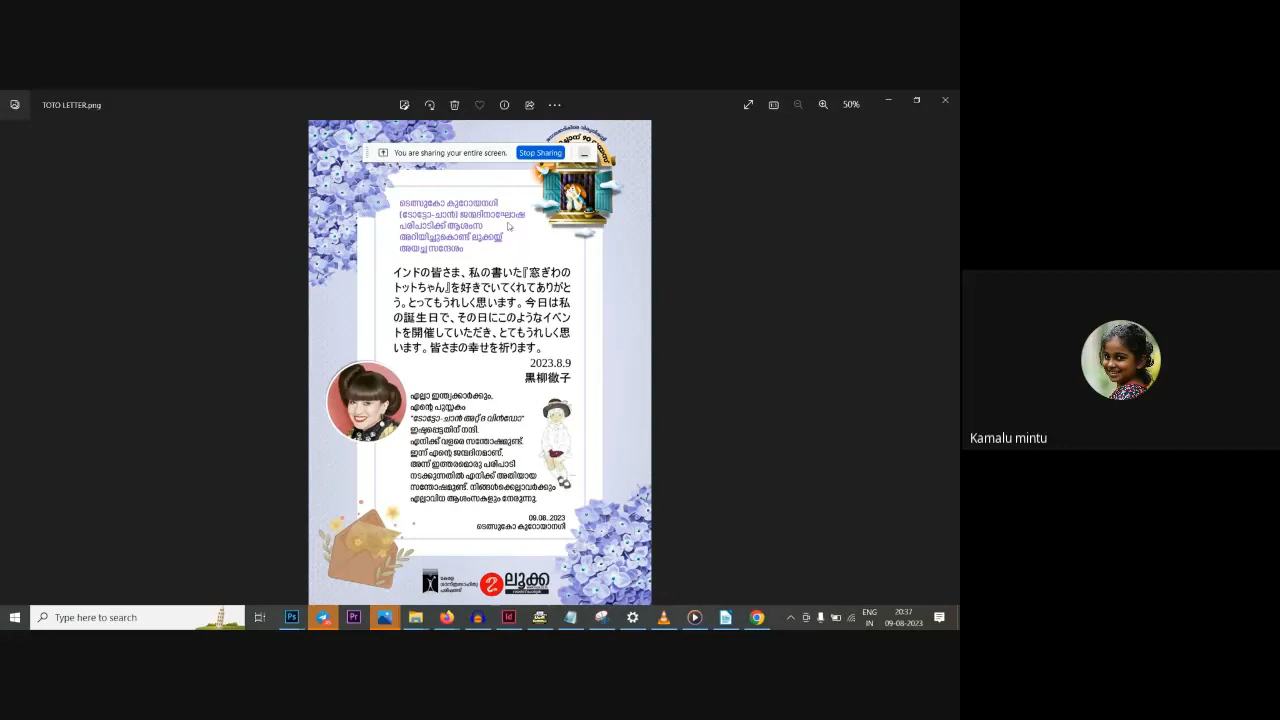 TOTO LETTER.png
50%
You are sharing your entire screen.
Stop Sharing
ടെത്സുകോ കുറോയനഗി
(ടോട്ടോ-ചാൻ) ജന്മദിനാഘോഷ
പരിപാടിക്ക് ആശംസ
അറിയിച്ചുകൊണ്ട് ലൂക്കയ്ക്ക്
അയച്ച സന്ദേശം
インドの皆さま、私の書いた『窓ぎわの
トットちゃん』を好きでいてくれてありがと
う。とってもうれしく思います。今日は私
の誕生日で、その日にこのようなイベン
トを開催していただき、とてもうれしく思
います。皆さまの幸せを祈ります。
2023.8.9
黒柳徹子
എല്ലാ ഇന്ത്യക്കാർക്കും,
എന്റെ പുസ്തകം
"ടോട്ടോ-ചാൻ അറ്റ് ദ വിൻഡോ"
ഇഷ്ടപ്പെട്ടതിന് നന്ദി.
എനിക്ക് വളരെ സന്തോഷമുണ്ട്.
ഇന്ന് എന്റെ ജന്മദിനമാണ്.
അന്ന് ഇത്തരമൊരു പരിപാടി
നടക്കുന്നതിൽ എനിക്ക് അതിയായ
സന്തോഷമുണ്ട്. നിങ്ങൾക്കെല്ലാവർക്കും
എല്ലാവിധ ആശംസകളും നേരുന്നു.
09.08..2023
ടെത്സുകോ കുറോയാനഗി
കേരള
ശാസ്ത്രസാഹിത്യ
പരിഷത്ത്
ലൂക്ക
Kamalu mintu
Type here to search
Ps
Pr
Id
ENG
IN
20:37
09-08-2023